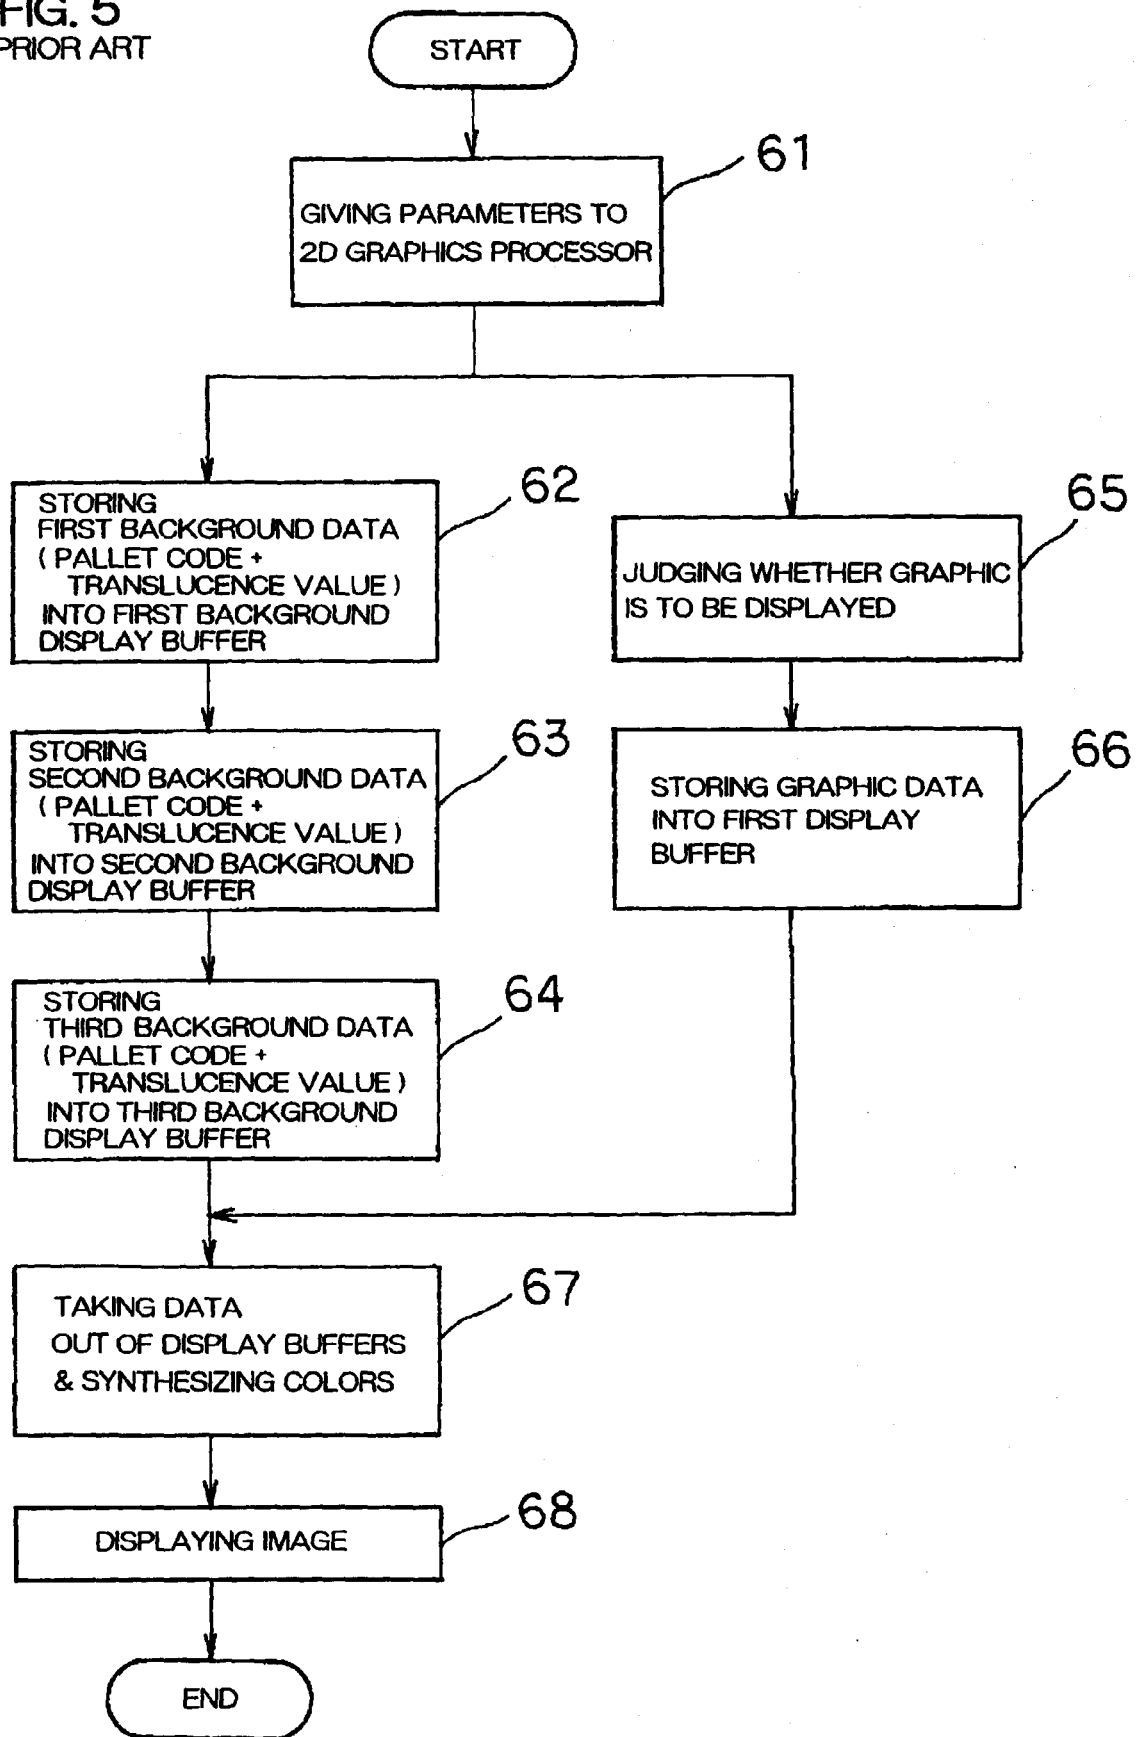 FIG. 5
PRIOR ART
START
61
GIVING PARAMETERS TO
2D GRAPHICS PROCESSOR
62
STORING
FIRST BACKGROUND DATA
( PALLET CODE +
TRANSLUCENCE VALUE )
INTO FIRST BACKGROUND
DISPLAY BUFFER
65
JUDGING WHETHER GRAPHIC
IS TO BE DISPLAYED
63
STORING
SECOND BACKGROUND DATA
( PALLET CODE +
TRANSLUCENCE VALUE )
INTO SECOND BACKGROUND
DISPLAY BUFFER
66
STORING GRAPHIC DATA
INTO FIRST DISPLAY
BUFFER
64
STORING
THIRD BACKGROUND DATA
( PALLET CODE +
TRANSLUCENCE VALUE )
INTO THIRD BACKGROUND
DISPLAY BUFFER
67
TAKING DATA
OUT OF DISPLAY BUFFERS
& SYNTHESIZING COLORS
68
DISPLAYING IMAGE
END